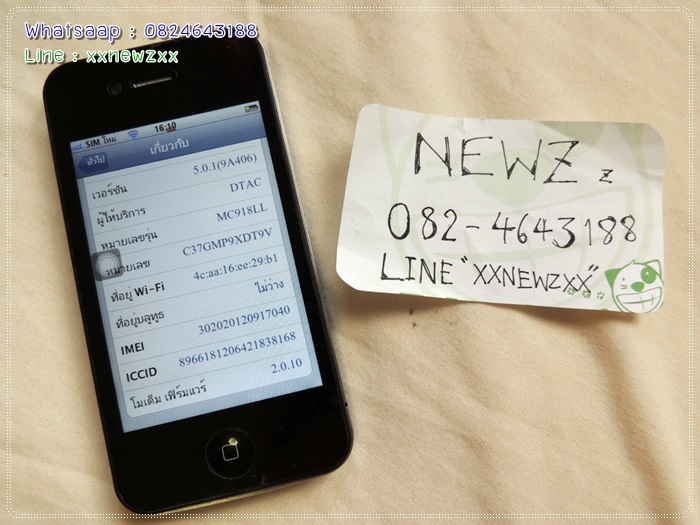 Whatsaap : 0824643188
Line : xxnewzxx
SIM ใหม่
16:10
ทั่วไป
เกี่ยวกับ
เวอร์ชัน 5.0.1(9A406)
ผู้ให้บริการ DTAC
หมายเลขรุ่น MC918LL
หมายเลข C37GMP9XDT9V
ที่อยู่ Wi-Fi 4c:aa:16:ee:29:b1
ที่อยู่บลูทูธ ไม่ว่าง
IMEI 302020120917040
ICCID 8966181206421838168
โมเด็ม เฟิร์มแวร์ 2.0.10
NEWZ z
082-4643188
LINE "XXNEWZXX"